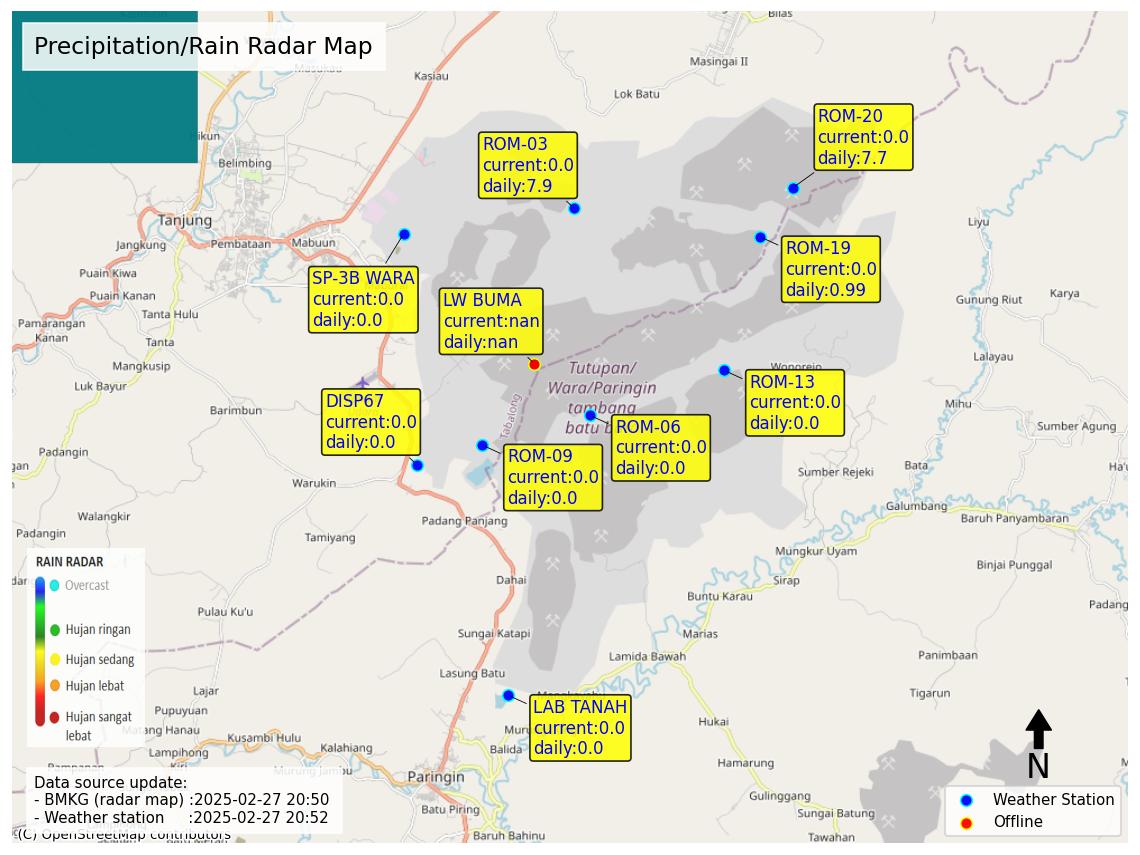 Precipitation/Rain Radar Map
Bilas
Masingai II
Kasiau
Lok Batu
Masukau
Hikun
Belimbing
Tanjung
Jangkung
Pembataan
Mabuun
Puain Kiwa
Puain Kanan
Tanta Hulu
Pamarangan
Kanan
Tanta
Mangkusip
Luk Bayur
Barimbun
Padangin
Warukin
Walangkir
Padangin
Tamiyang
Padang Panjang
Dahai
Pulau Ku'u
Sungai Katapi
Lasung Batu
Lajar
Pupuyuan
Matang Hanau
Kusambi Hulu
Lampihong
Kalahiang
Murung Jambu
Paringin
Batu Piring
Baruh Bahinu
Balida
Lamida Bawah
Marias
Buntu Karau
Sirap
Mungkur Uyam
Galumbang
Baruh Panyambaran
Binjai Punggal
Bata
Sumber Rejeki
Sumber Agung
Mihu
Lalayau
Gunung Riut
Karya
Liyu
Wonorejo
Panimbaan
Tigarun
Hukai
Hamarung
Gulinggang
Sungai Batung
Tawahan
Tabalong
Tutupan/
Wara/Paringin
tambang
ROM-03
current:0.0
daily:7.9
ROM-20
current:0.0
daily:7.7
ROM-19
current:0.0
daily:0.99
SP-3B WARA
current:0.0
daily:0.0
LW BUMA
current:nan
daily:nan
ROM-13
current:0.0
daily:0.0
DISP67
current:0.0
daily:0.0
ROM-06
current:0.0
daily:0.0
ROM-09
current:0.0
daily:0.0
LAB TANAH
current:0.0
daily:0.0
RAIN RADAR
Overcast
Hujan ringan
Hujan sedang
Hujan lebat
Hujan sangat
lebat
Data source update:
- BMKG (radar map) :2025-02-27 20:50
- Weather station :2025-02-27 20:52
(C) OpenStreetMap contributors
N
Weather Station
Offline